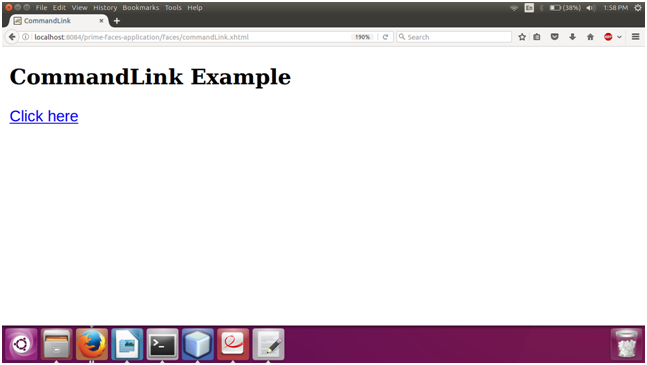 File Edit View History Bookmarks Tools Help
En (38%) 1:58 PM
CommandLink × +
localhost:8084/prime-faces-application/faces/commandLink.xhtml 190% Search
ABP
CommandLink Example
Click here